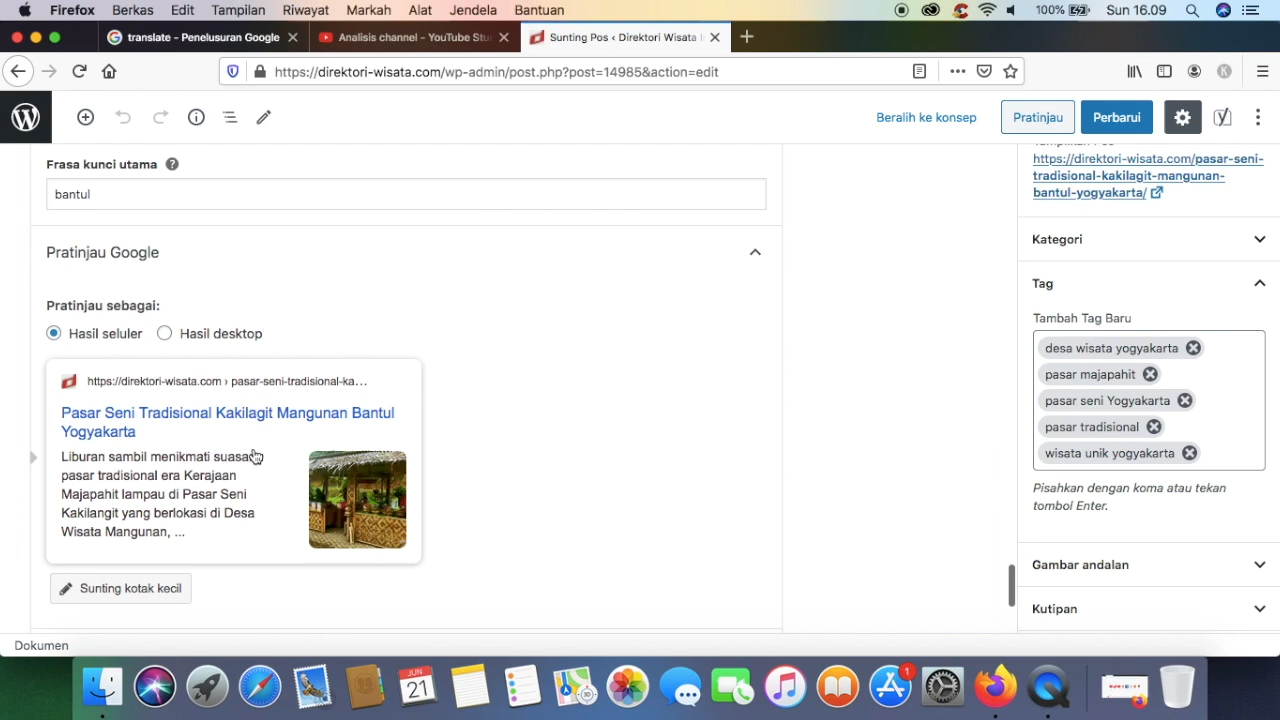 Firefox Berkas Edit Tampilan Riwayat Markah Alat Jendela Bantuan 100% Sun 16.09
translate - Penelusuran Google
Analisis channel - YouTube Stu
Sunting Pos ‹ Direktori Wisata I
https://direktori-wisata.com/wp-admin/post.php?post=14985&action=edit
Beralih ke konsep
Pratinjau
Perbarui
Frasa kunci utama
bantul
Pratinjau Google
Pratinjau sebagai:
Hasil seluler
Hasil desktop
https://direktori-wisata.com › pasar-seni-tradisional-ka...
Pasar Seni Tradisional Kakilagit Mangunan Bantul
Yogyakarta
Liburan sambil menikmati suasana
pasar tradisional era Kerajaan
Majapahit lampau di Pasar Seni
Kakilangit yang berlokasi di Desa
Wisata Mangunan, ...
Sunting kotak kecil
https://direktori-wisata.com/pasar-seni-
tradisional-kakilagit-mangunan-
bantul-yogyakarta/
Kategori
Tag
Tambah Tag Baru
desa wisata yogyakarta
pasar majapahit
pasar seni Yogyakarta
pasar tradisional
wisata unik yogyakarta
Pisahkan dengan koma atau tekan
tombol Enter.
Gambar andalan
Kutipan
Dokumen
JUN
21
1